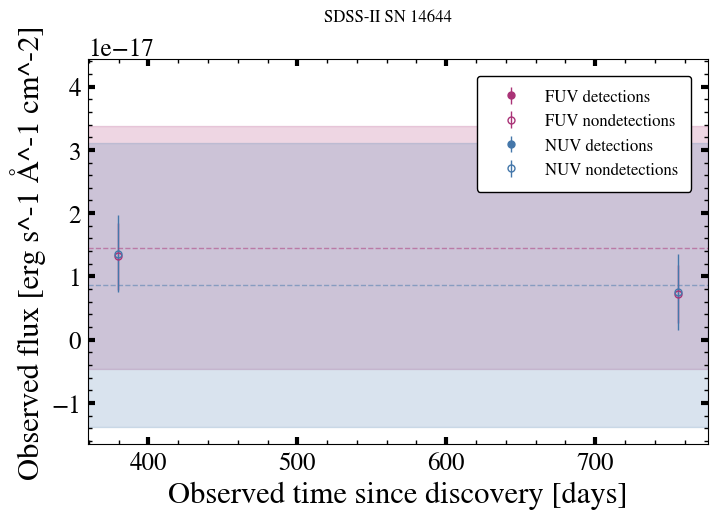 SDSS-II SN 14644
1e−17
4
3
2
1
0
−1
FUV detections
FUV nondetections
NUV detections
NUV nondetections
400 500 600 700
Observed time since discovery [days]
Observed flux [erg s^-1 Å^-1 cm^-2]